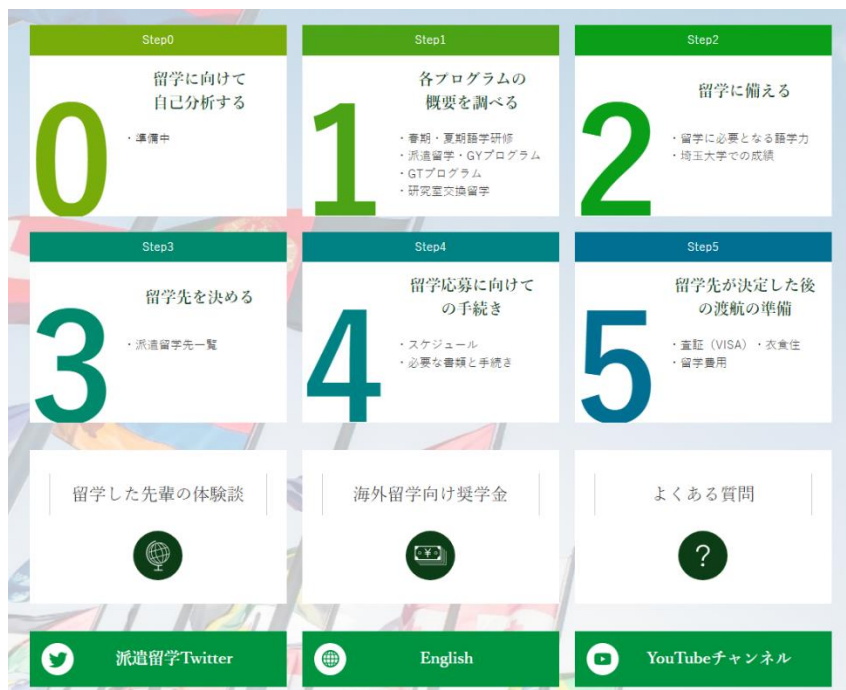 Step0
留学に向けて
自己分析する
0
・準備中
Step1
各プログラムの
概要を調べる
1
・春期・夏期語学研修
・派遣留学・GYプログラム
・GTプログラム
・研究室交換留学
Step2
留学に備える
2
・留学に必要となる語学力
・埼玉大学での成績
Step3
留学先を決める
3
・派遣留学先一覧
Step4
留学応募に向けて
の手続き
4
・スケジュール
・必要な書類と手続き
Step5
留学先が決定した後
の渡航の準備
5
・査証（VISA）・衣食住
・留学費用
留学した先輩の体験談
海外留学向け奨学金
¥
よくある質問
?
派遣留学Twitter
English
YouTubeチャンネル